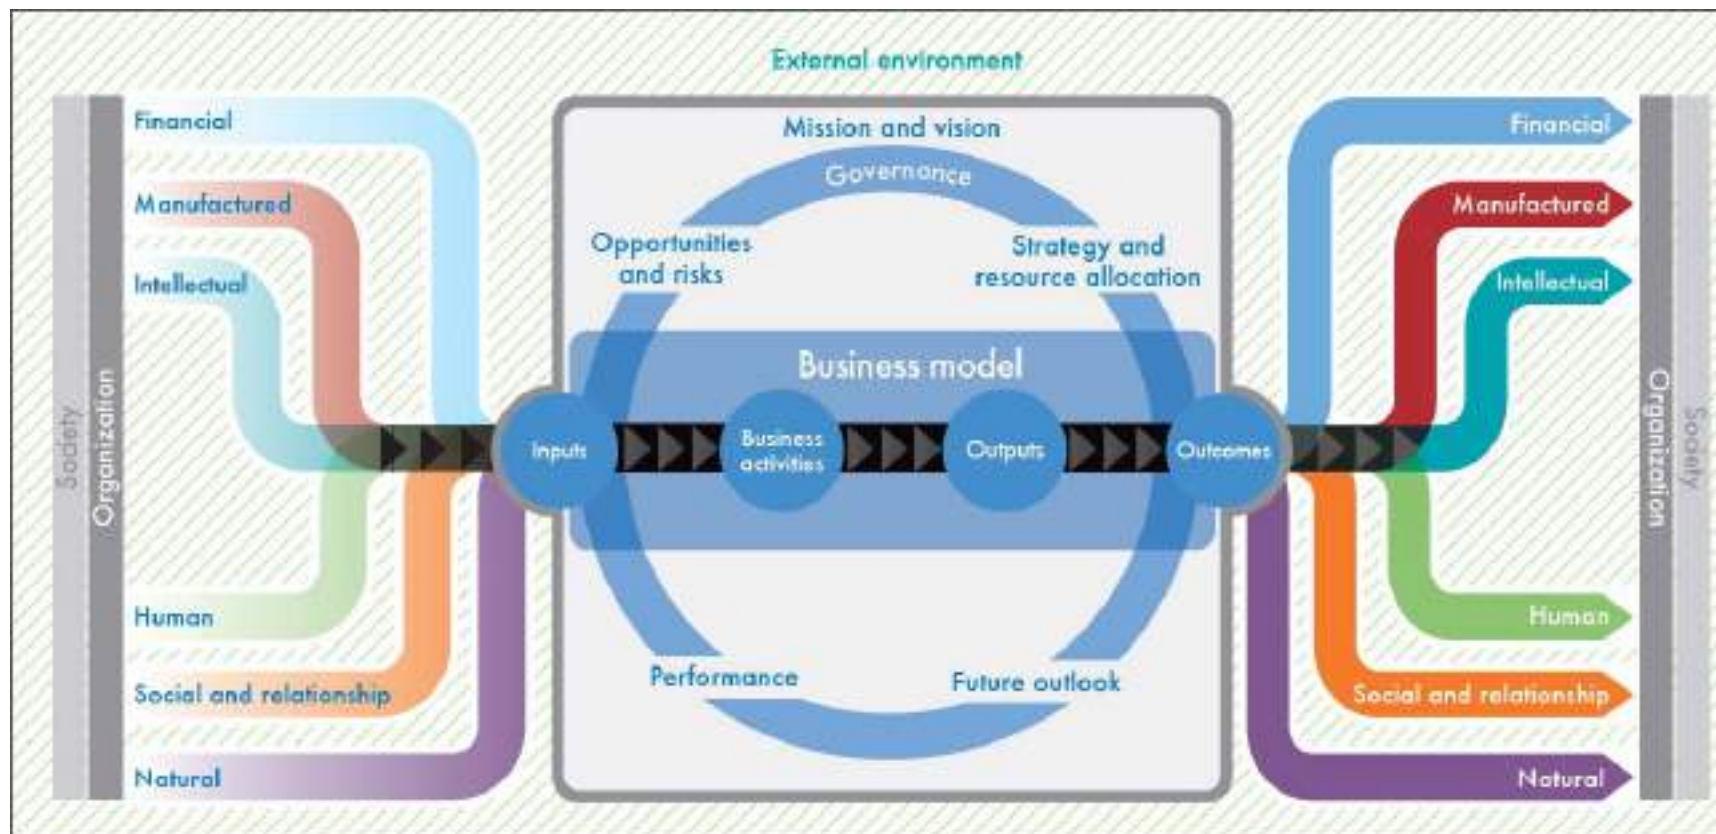 External environment
Society
Organization
Financial
Manufactured
Intellectual
Human
Social and relationship
Natural
Mission and vision
Governance
Opportunities
and risks
Strategy and
resource allocation
Business model
Inputs
Business
activities
Outputs
Outcomes
Performance
Future outlook
Financial
Manufactured
Intellectual
Human
Social and relationship
Natural
Organization
Society